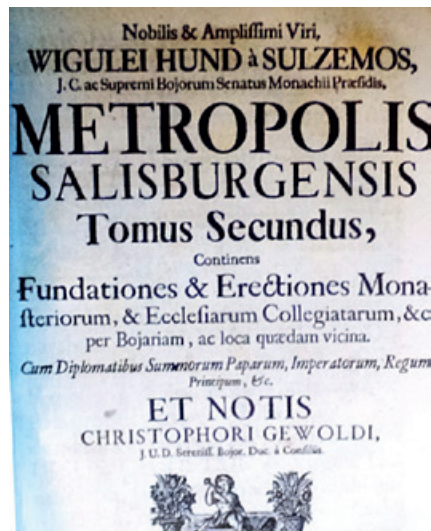 Nobilis & Ampliſſimi Viri,
WIGULEI HUND à SULZEMOS,
J. C. ac Supremi Bojorum Senatus Monachii Præſidis,
METROPOLIS
SALISBURGENSIS
Tomus Secundus,
Continens
Fundationes & Erectiones Mona-
ſteriorum, & Eccleſiarum Collegiatarum, &c
per Bojariam, ac loca quædam vicina.
Cum Diplomatibus Summorum Paparum, Imperatorum, Regum
Principum, &c.
ET NOTIS
CHRISTOPHORI GEWOLDI,
J. U. D. Sereniſſ. Bojor. Duc. à Conſiliis.